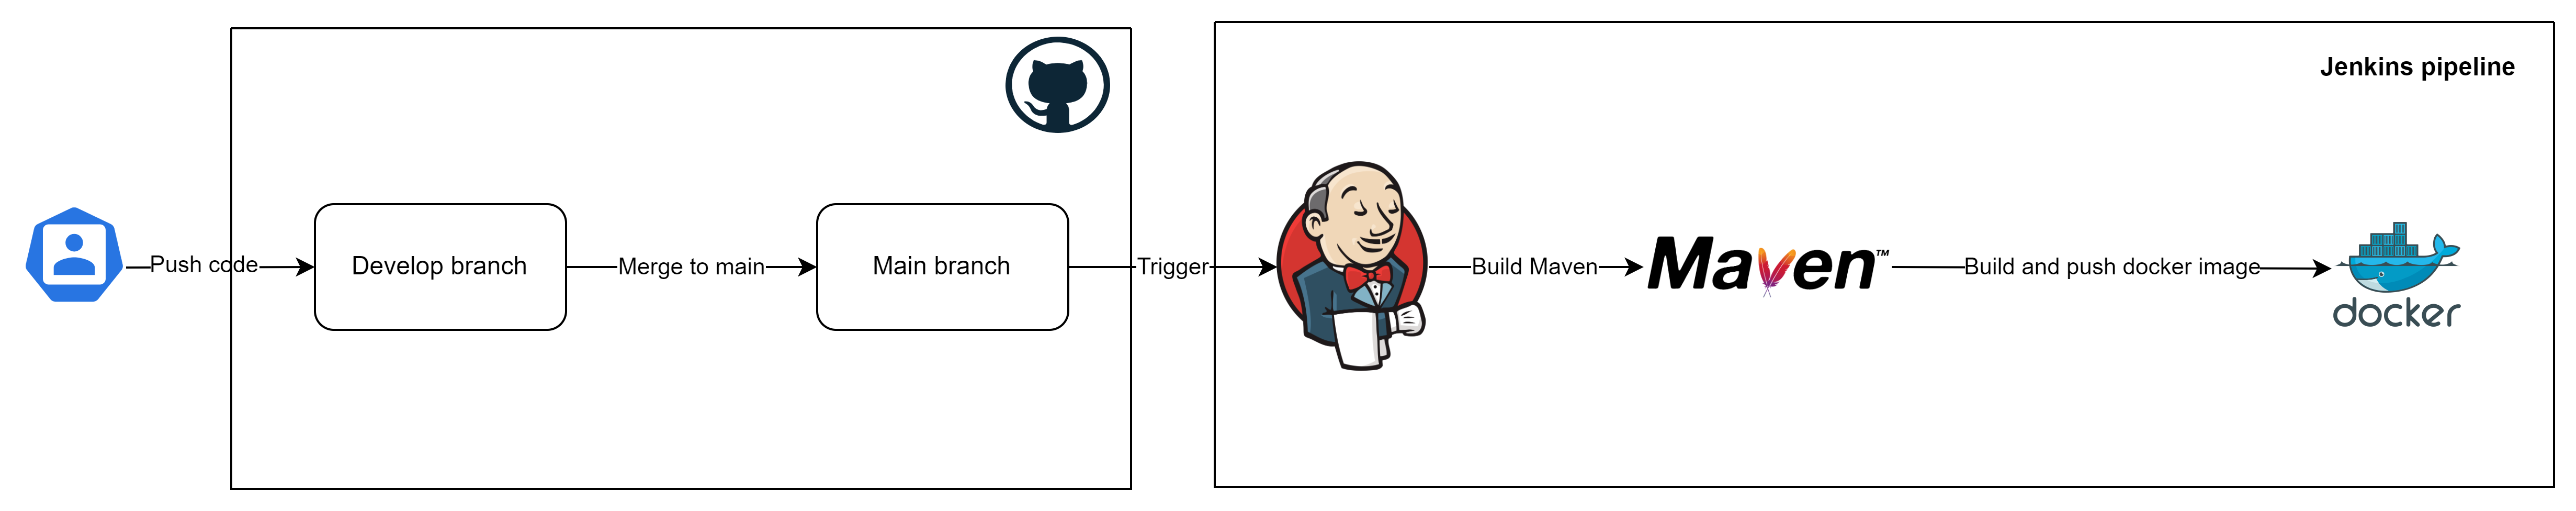 Jenkins pipeline
Push code
Develop branch
Merge to main
Main branch
Trigger
Build Maven
Maven™
Build and push docker image
docker